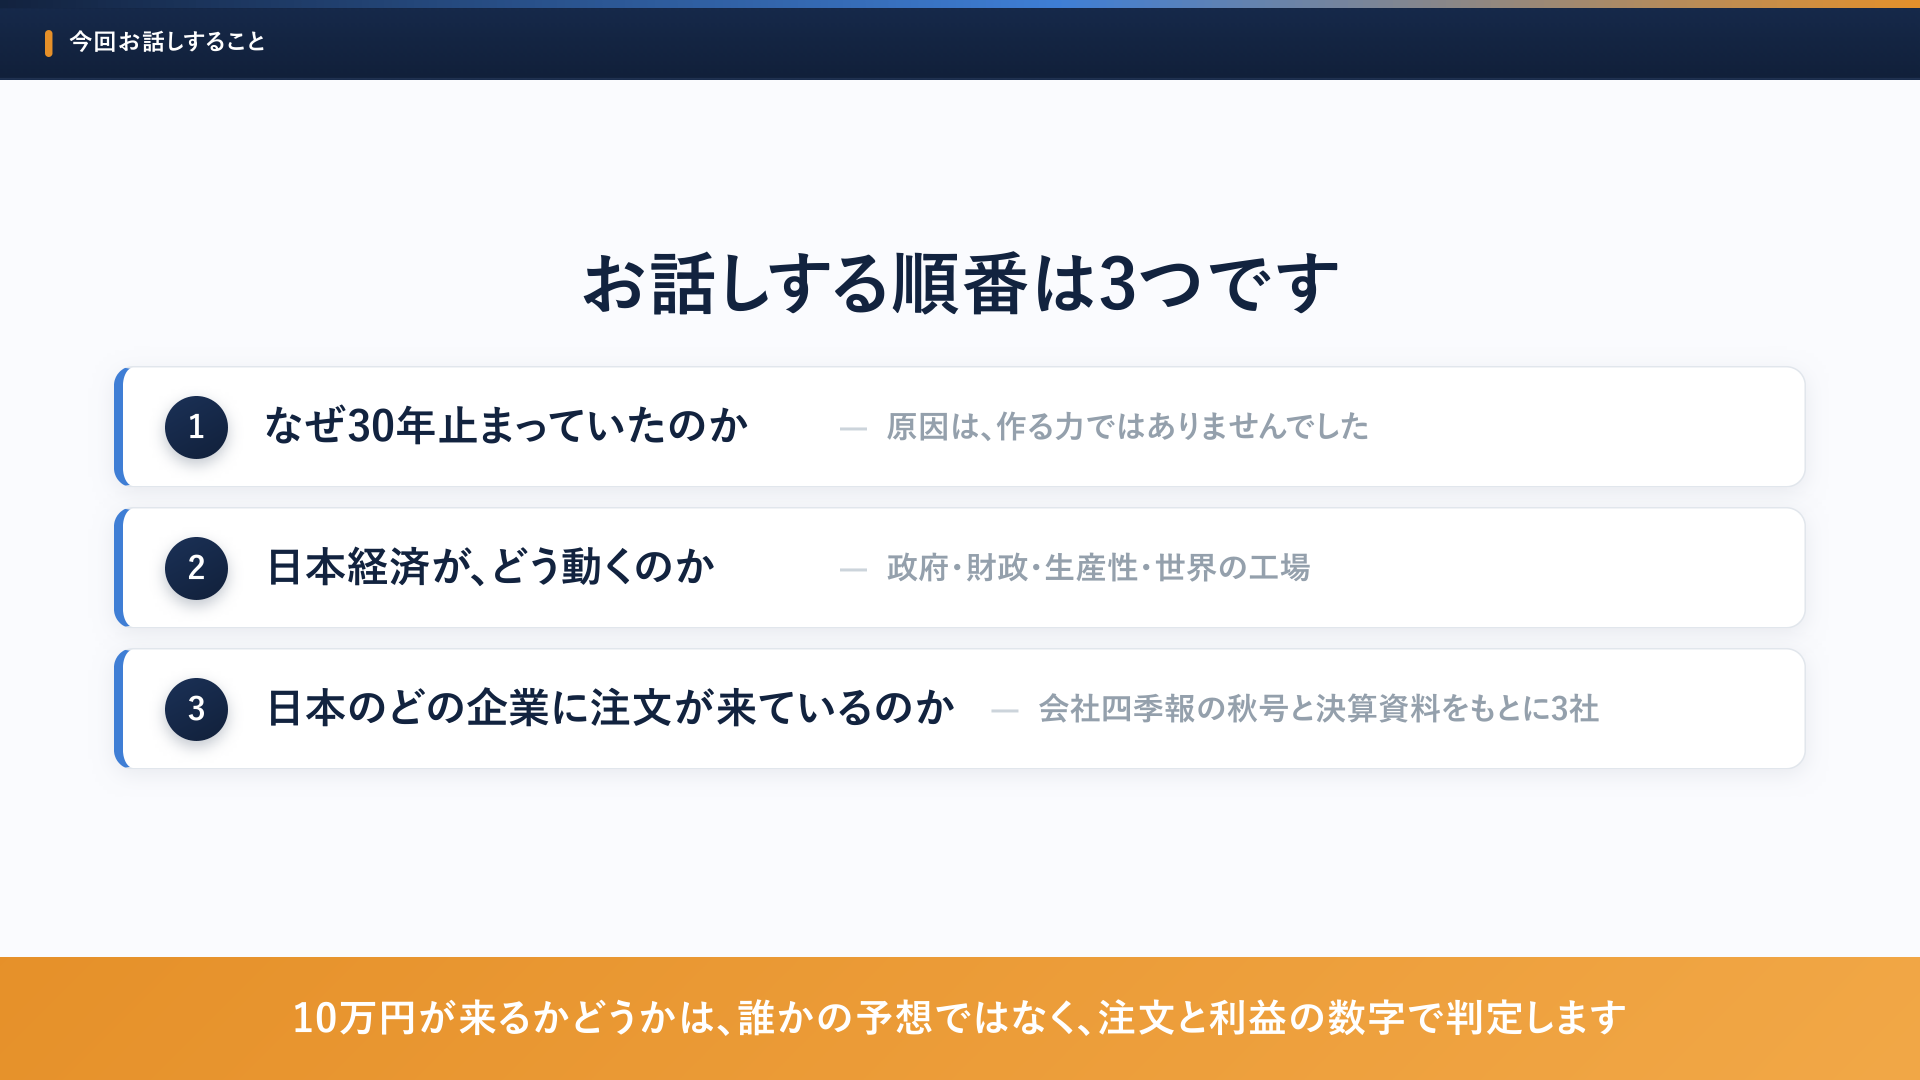 今回お話しすること
お話しする順番は3つです
1 なぜ30年止まっていたのか — 原因は、作る力ではありませんでした
2 日本経済が、どう動くのか — 政府・財政・生産性・世界の工場
3 日本のどの企業に注文が来ているのか — 会社四季報の秋号と決算資料をもとに3社
10万円が来るかどうかは、誰かの予想ではなく、注文と利益の数字で判定します